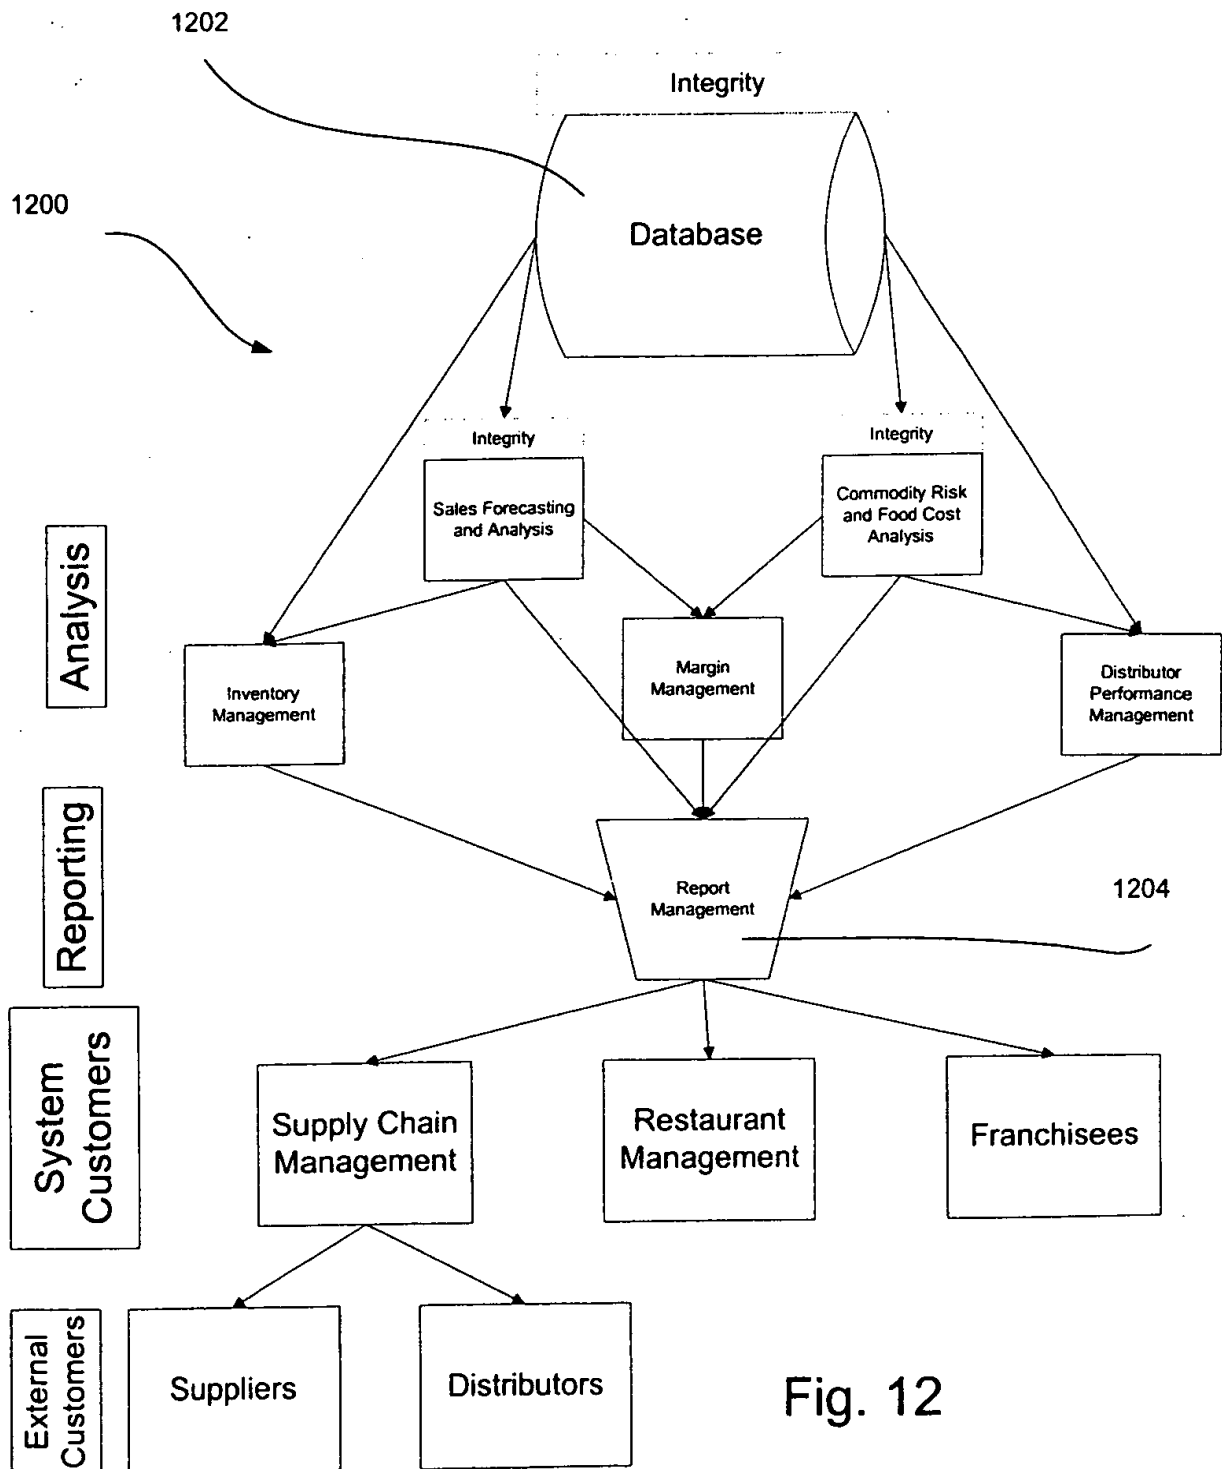 1202
Integrity
1200
Database
Integrity
Integrity
Sales Forecasting
and Analysis
Commodity Risk
and Food Cost
Analysis
Analysis
Inventory
Management
Margin
Management
Distributor
Performance
Management
Reporting
Report
Management
1204
System
Customers
Supply Chain
Management
Restaurant
Management
Franchisees
External
Customers
Suppliers
Distributors
Fig. 12